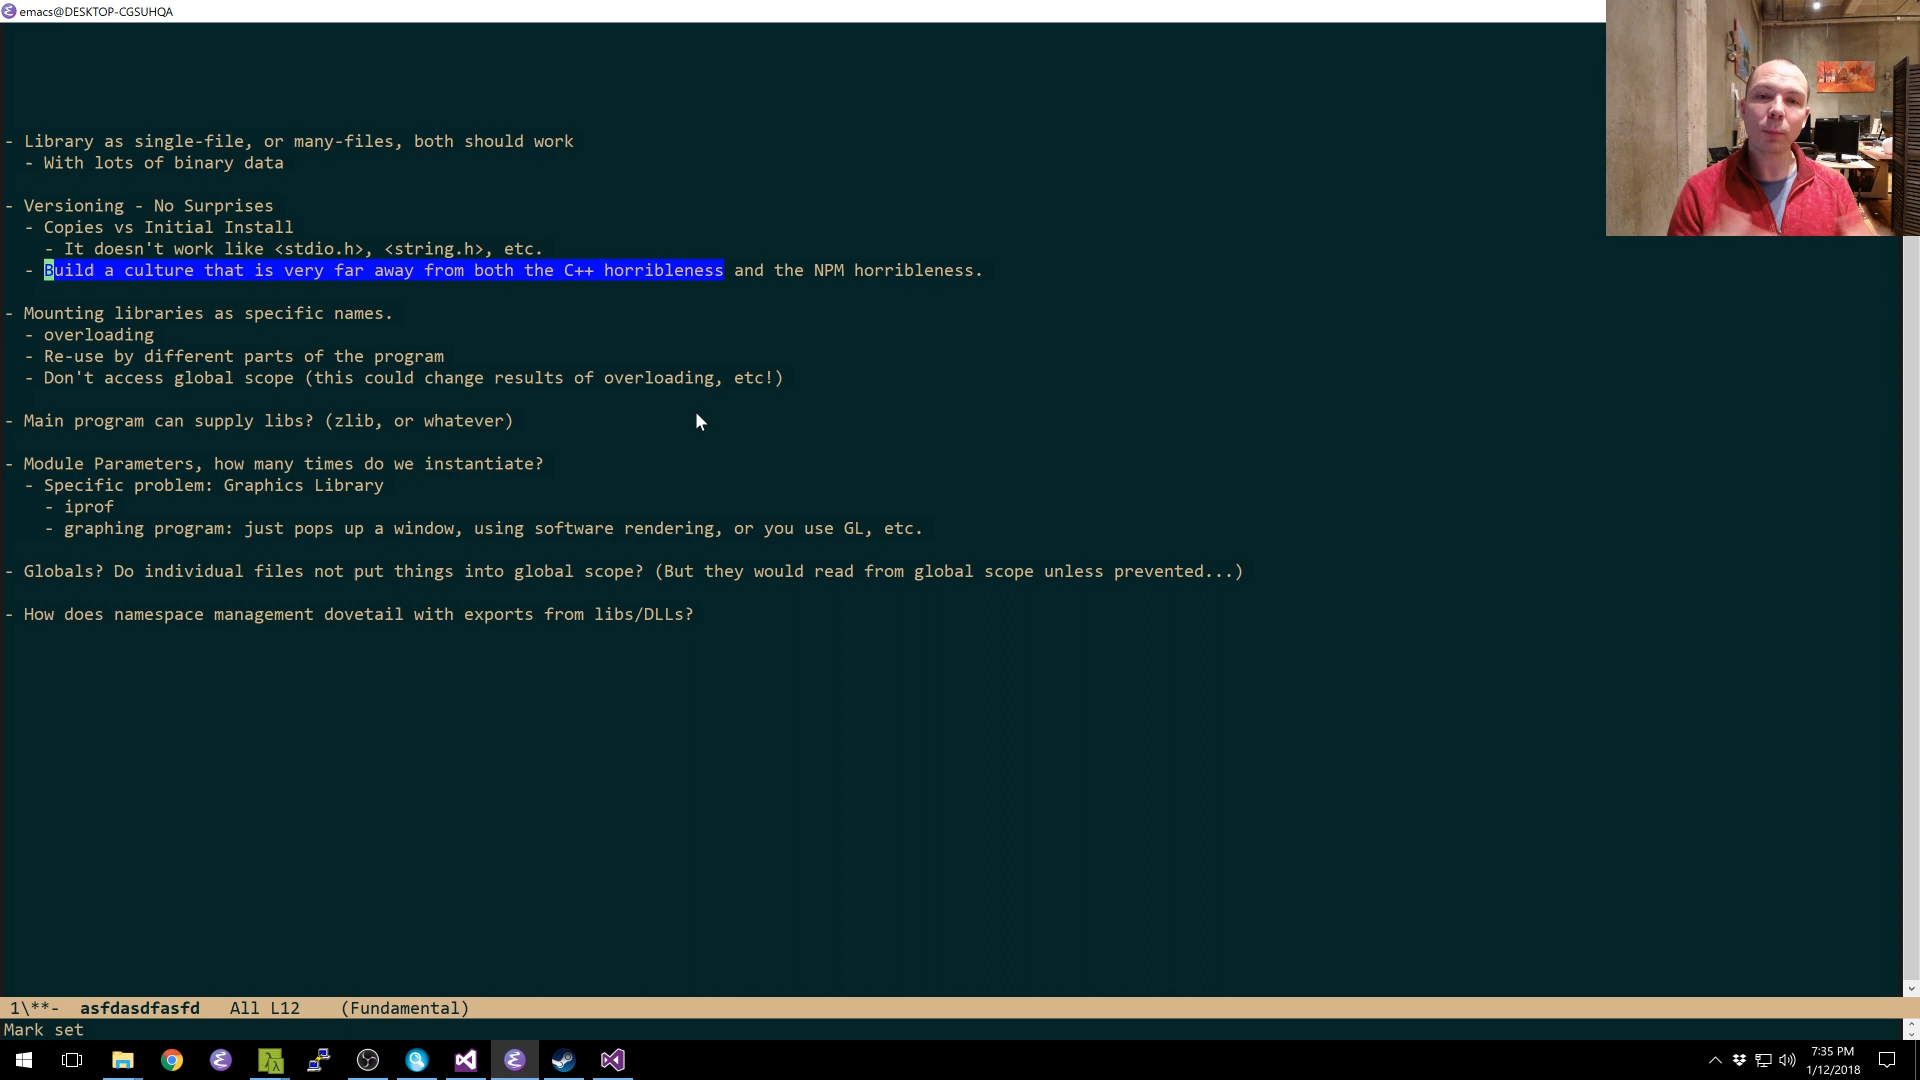 emacs@DESKTOP-CGSUHQA
- Library as single-file, or many-files, both should work
- With lots of binary data
- Versioning - No Surprises
- Copies vs Initial Install
- It doesn't work like <stdio.h>, <string.h>, etc.
- Build a culture that is very far away from both the C++ horribleness and the NPM horribleness.
- Mounting libraries as specific names.
- overloading
- Re-use by different parts of the program
- Don't access global scope (this could change results of overloading, etc!)
- Main program can supply libs? (zlib, or whatever)
- Module Parameters, how many times do we instantiate?
- Specific problem: Graphics Library
- iprof
- graphing program: just pops up a window, using software rendering, or you use GL, etc.
- Globals? Do individual files not put things into global scope? (But they would read from global scope unless prevented...)
- How does namespace management dovetail with exports from libs/DLLs?
1\**-  asfdasdfasfd   All L12    (Fundamental)
Mark set
7:35 PM
1/12/2018